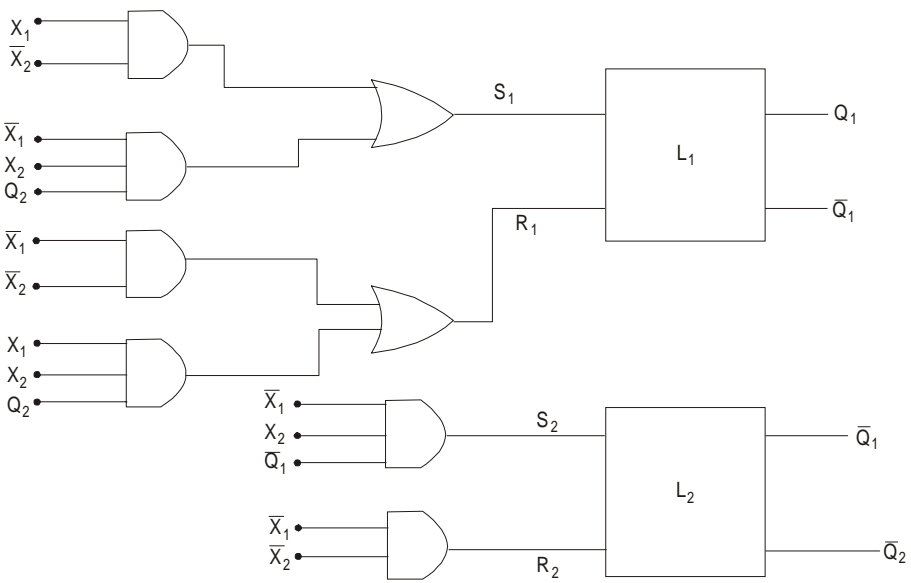 X₁
X̅₂
X̅₁
X₂
Q₂
X̅₁
X̅₂
X₁
X₂
Q₂
S₁
R₁
L₁
Q₁
Q̅₁
X̅₁
X₂
Q̅₁
X̅₁
X̅₂
S₂
R₂
L₂
Q̅₁
Q̅₂